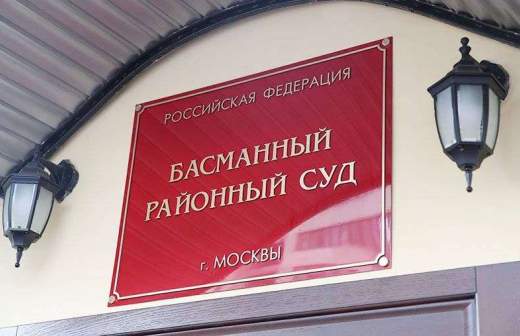 РОССИЙСКАЯ ФЕДЕРАЦИЯ
БАСМАННЫЙ
РАЙОННЫЙ СУД
г. МОСКВЫ